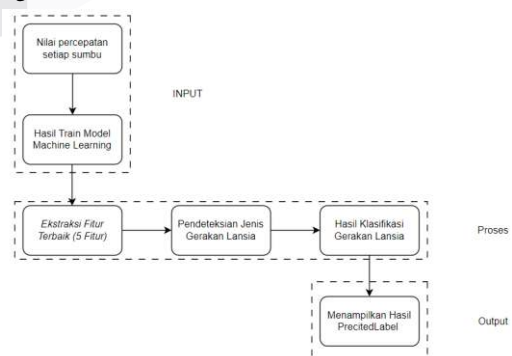 Nilai percepatan
setiap sumbu
INPUT
Hasil Train Model
Machine Learning
Ekstraksi Fitur
Terbaik (5 Fitur)
Pendeteksian Jenis
Gerakan Lansia
Hasil Klasifikasi
Gerakan Lansia
Proses
Menampilkan Hasil
PrecitedLabel
Output